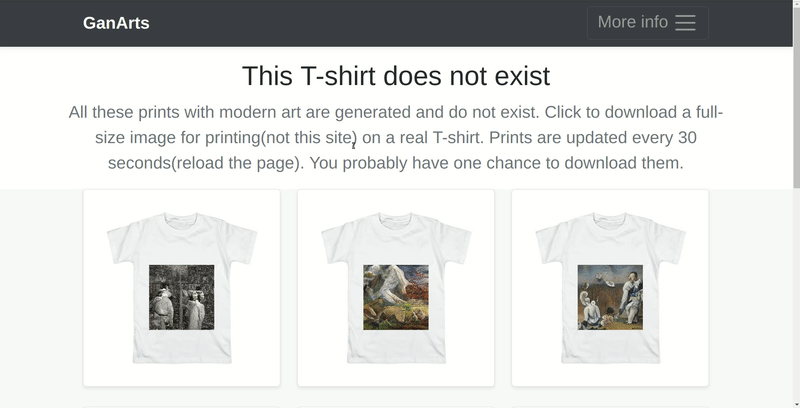 GanArts
More info
This T-shirt does not exist
All these prints with modern art are generated and do not exist. Click to download a full-
size image for printing(not this site) on a real T-shirt. Prints are updated every 30
seconds(reload the page). You probably have one chance to download them.